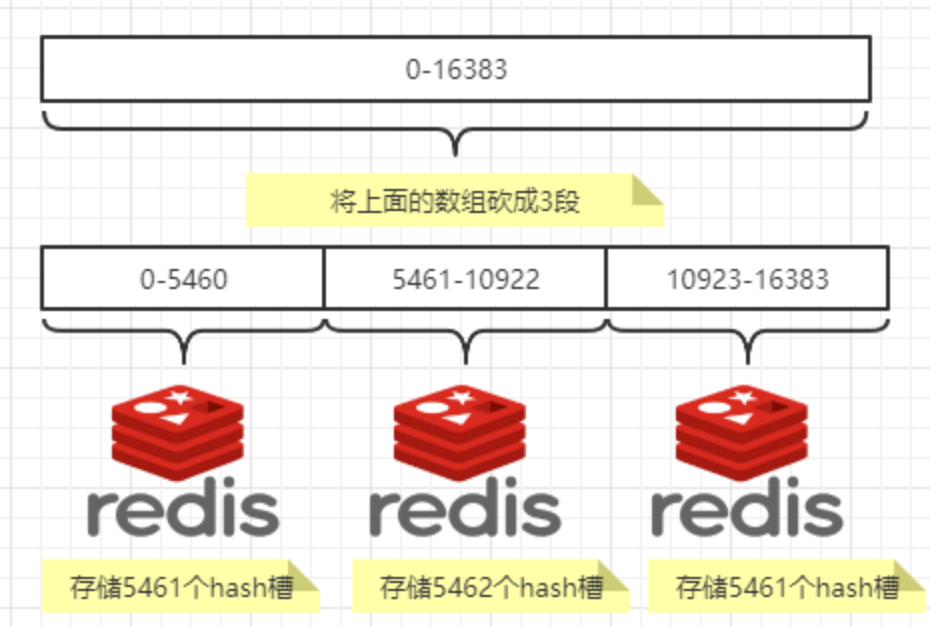 0-16383
将上面的数组砍成3段
0-5460
5461-10922
10923-16383
redis
redis
redis
存储5461个hash槽
存储5462个hash槽
存储5461个hash槽